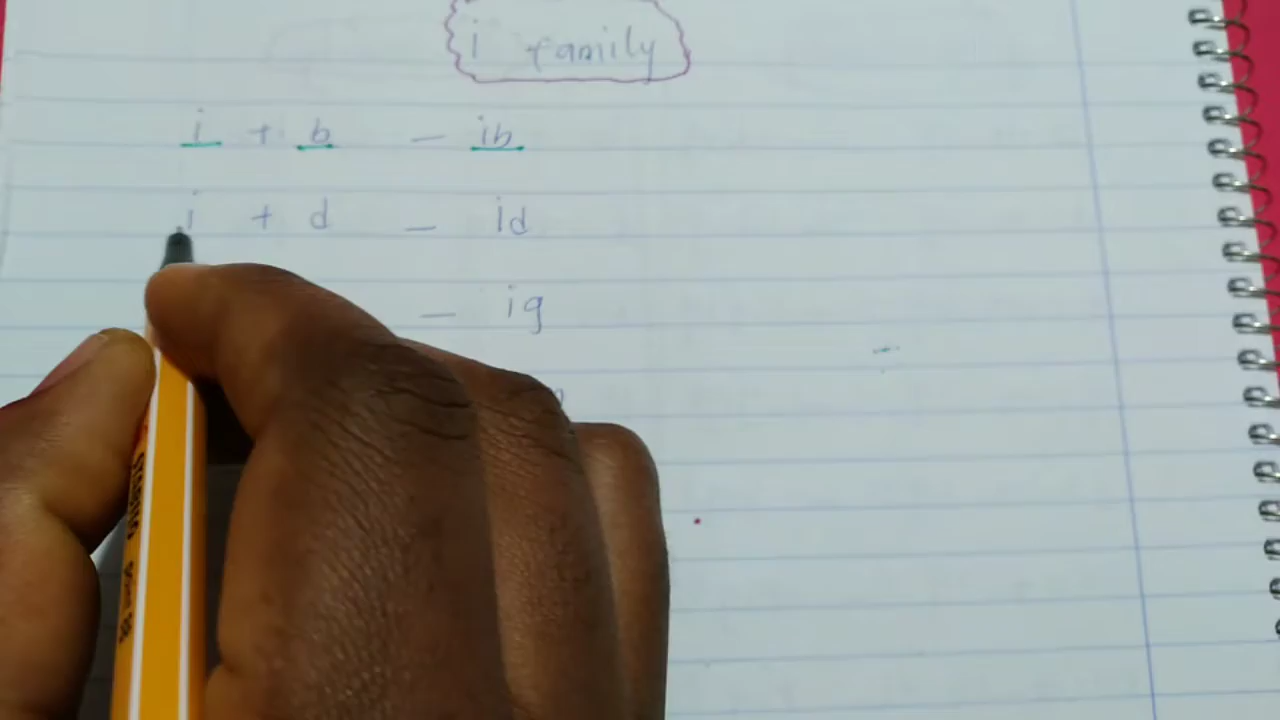 i family
i + b - ib
i + d - id
- ig